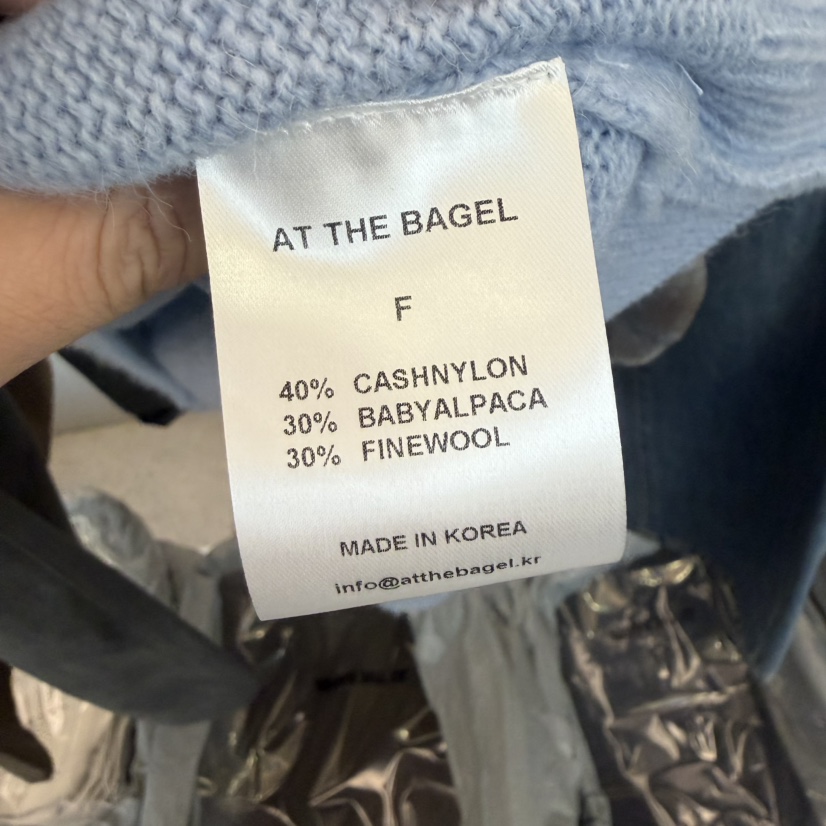 AT THE BAGEL
F
40% CASHNYLON
30% BABYALPACA
30% FINEWOOL
MADE IN KOREA
info@atthebagel.kr